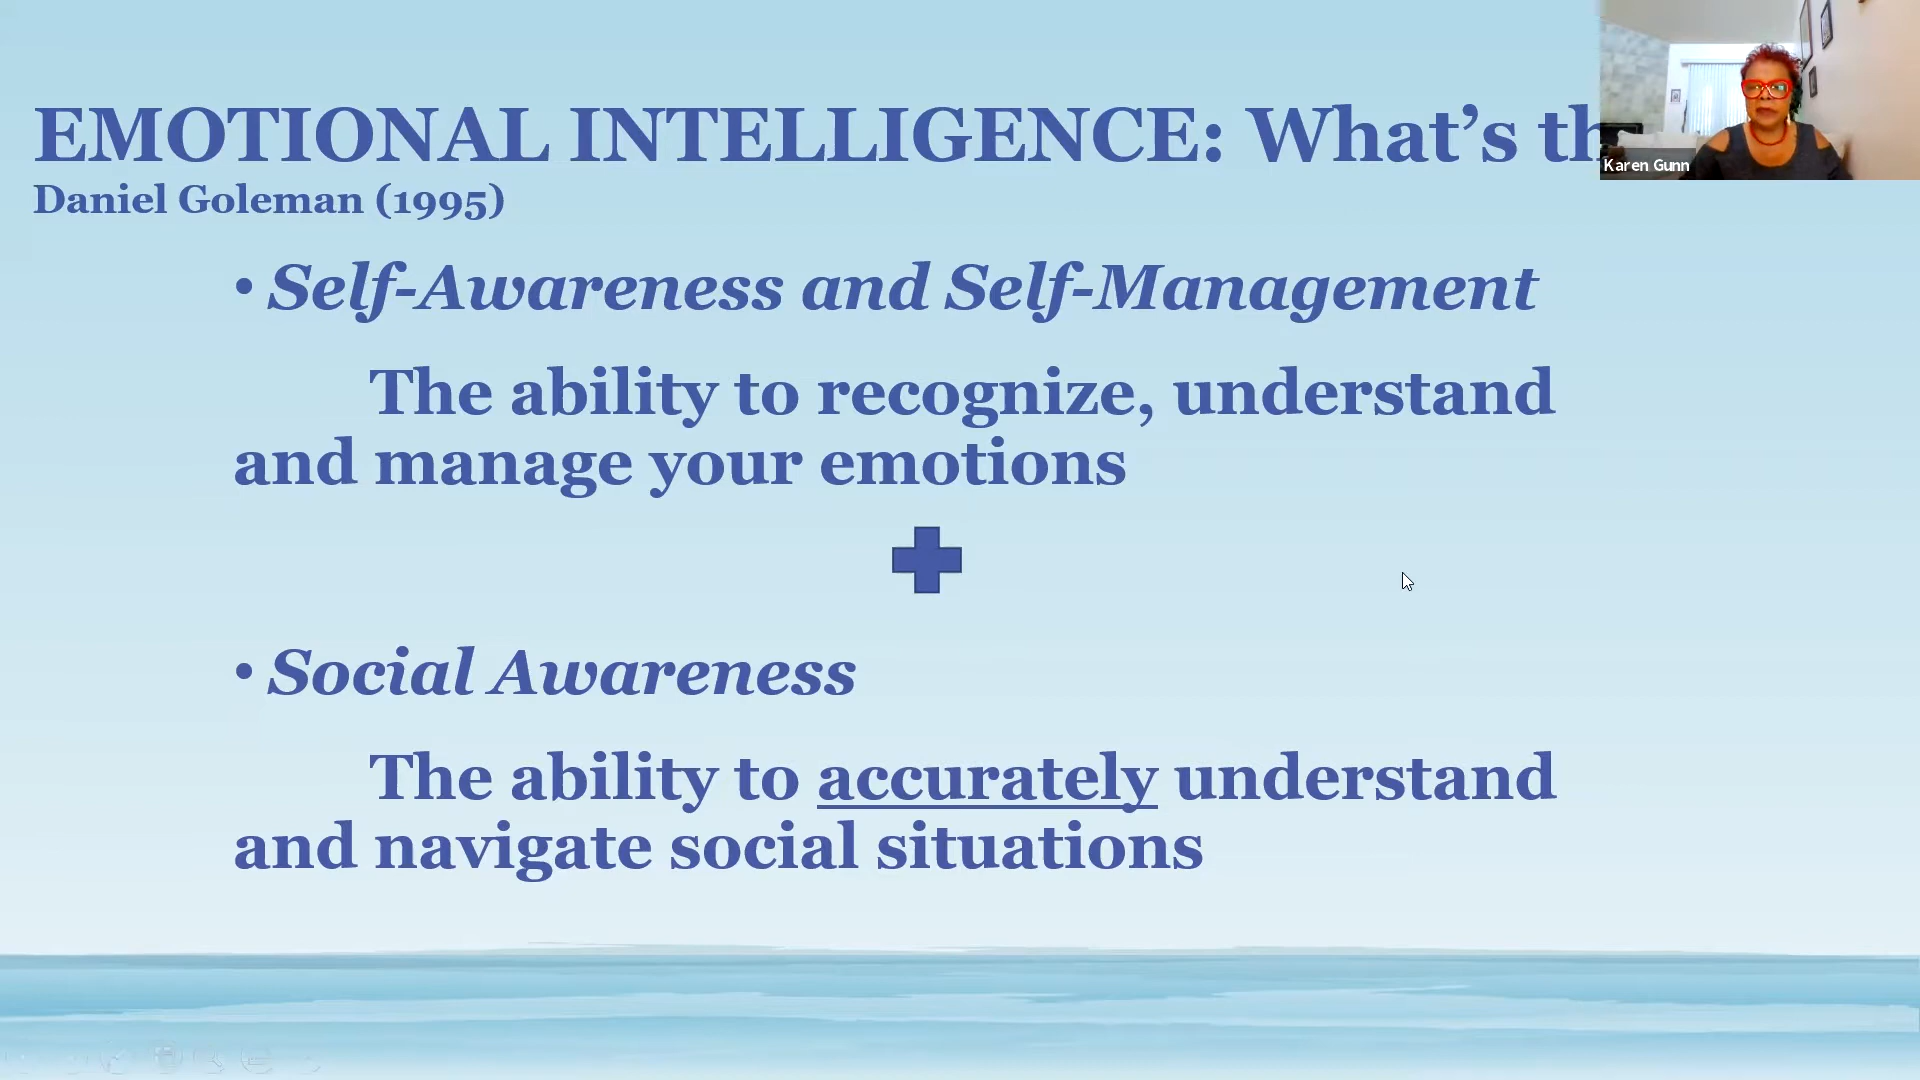 EMOTIONAL INTELLIGENCE: What's th
Karen Gunn
Daniel Goleman (1995)
• Self-Awareness and Self-Management
The ability to recognize, understand
and manage your emotions
• Social Awareness
The ability to accurately understand
and navigate social situations